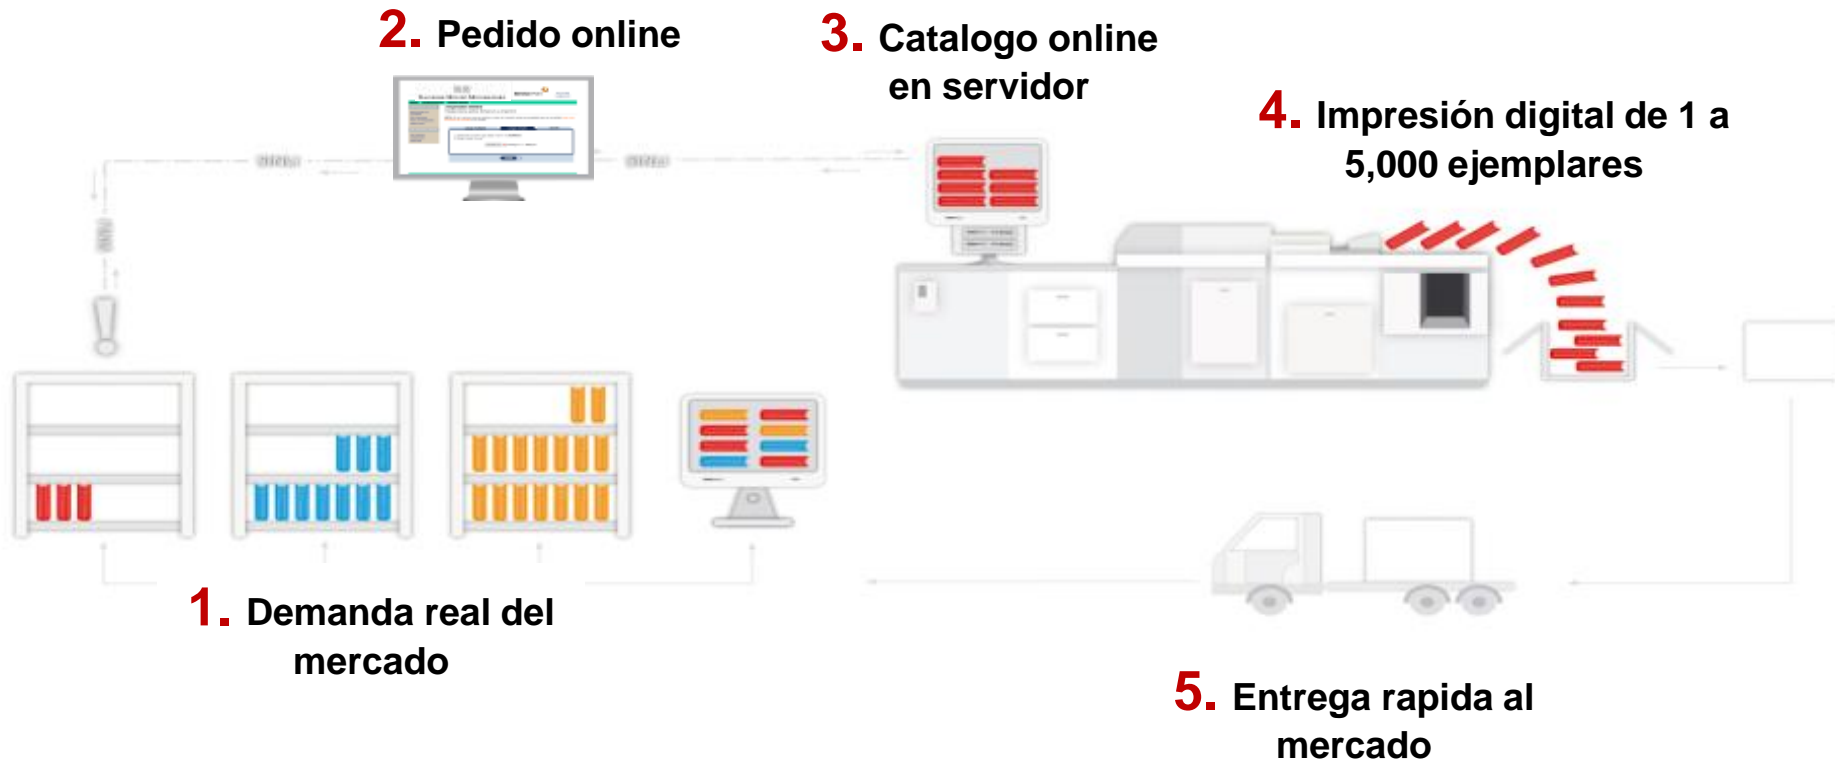 2. Pedido online
3. Catalogo online
en servidor
4. Impresión digital de 1 a
5,000 ejemplares
1. Demanda real del
mercado
5. Entrega rapida al
mercado